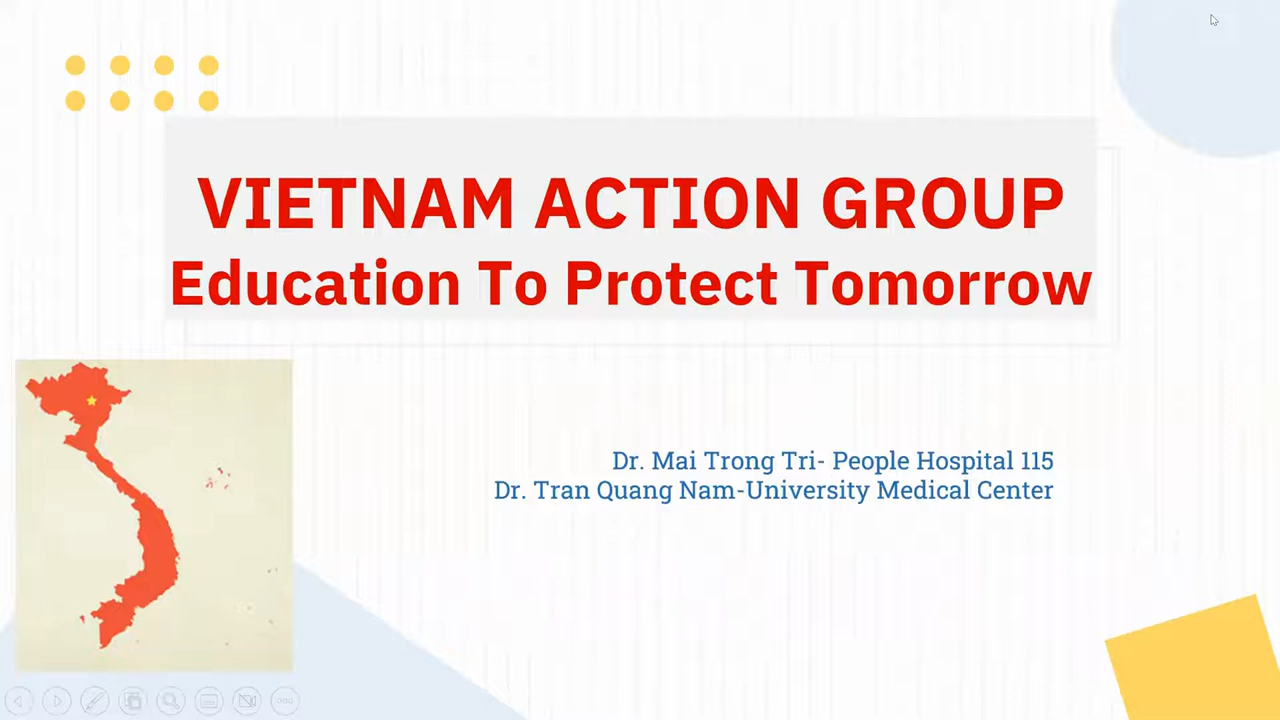 VIETNAM ACTION GROUP
Education To Protect Tomorrow
Dr. Mai Trong Tri- People Hospital 115
Dr. Tran Quang Nam-University Medical Center